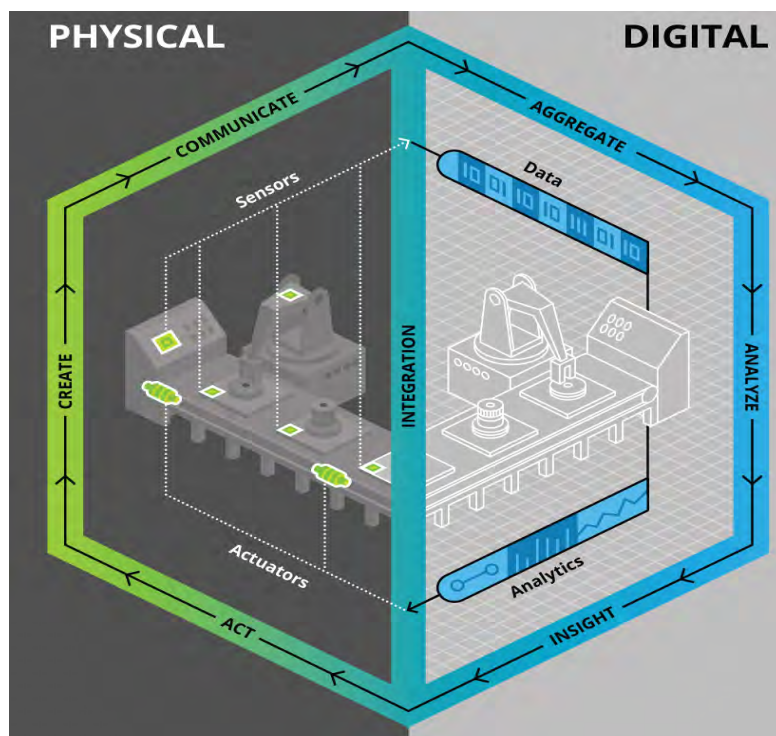 PHYSICAL
DIGITAL
COMMUNICATE
AGGREGATE
Sensors
Data
10 01 10 10 111 01 10
CREATE
INTEGRATION
ANALYZE
Actuators
Analytics
ACT
INSIGHT